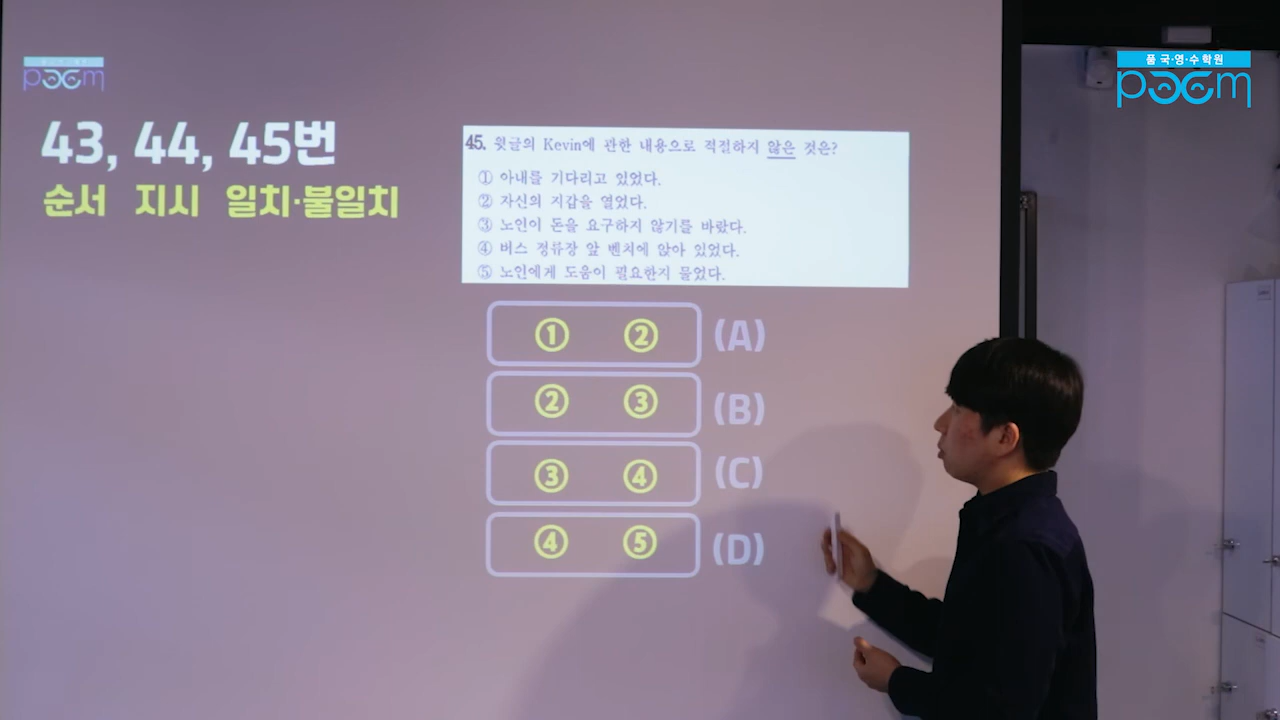 poem
43, 44, 45번
순서 지시 일치·불일치
45. 윗글의 Kevin에 관한 내용으로 적절하지 않은 것은?
① 아내를 기다리고 있었다.
② 자신의 지갑을 열었다.
③ 노인이 돈을 요구하지 않기를 바랐다.
④ 버스 정류장 앞 벤치에 앉아 있었다.
⑤ 노인에게 도움이 필요한지 물었다.
① ② (A)
② ③ (B)
③ ④ (C)
④ ⑤ (D)
품 국·영·수학원
poem